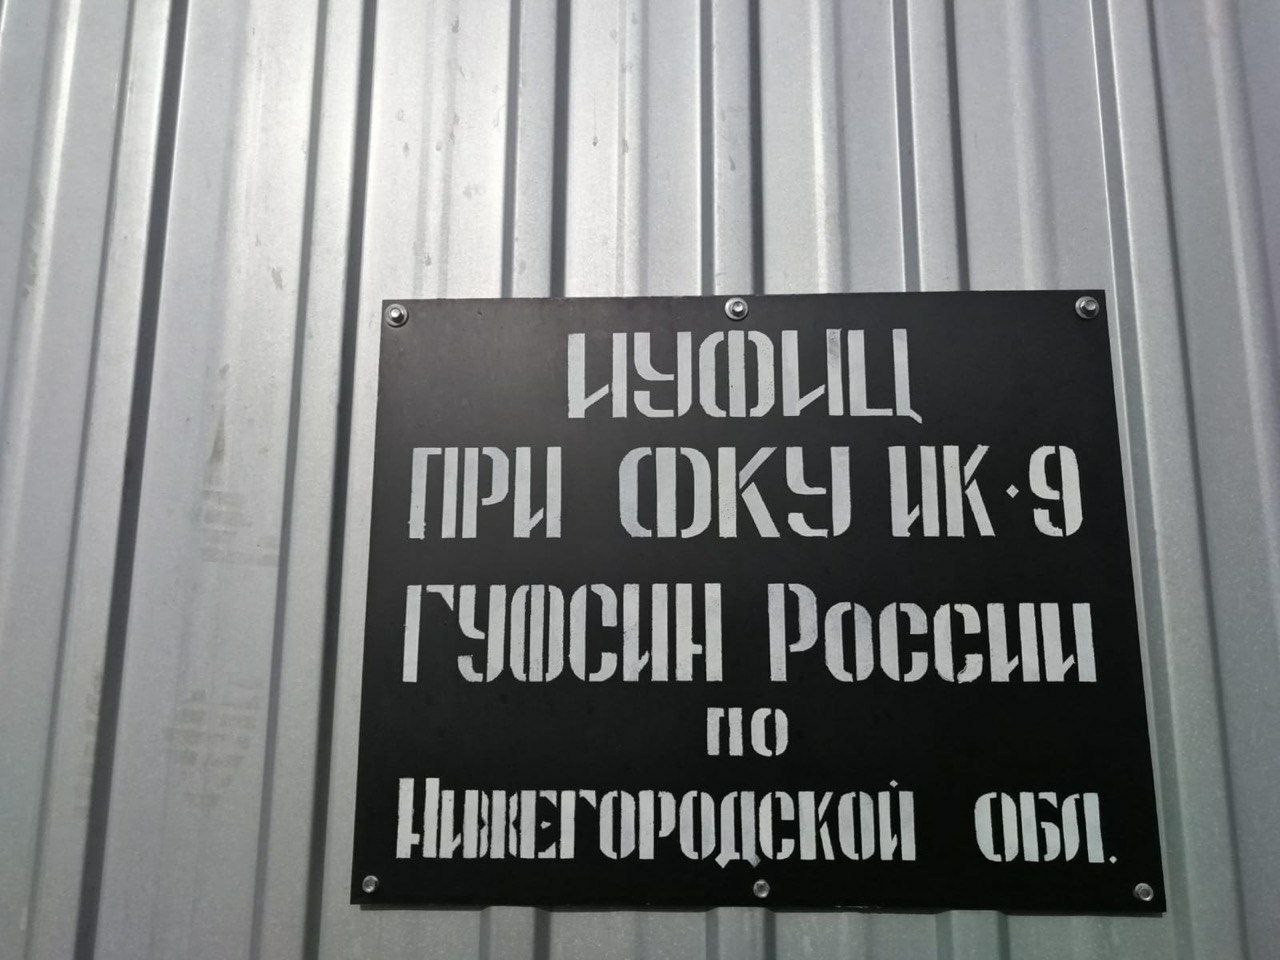 ИУФИЦ
ПРИ ФКУ ИК-9
ГУФСИН РОССИИ
ПО
НИЖЕГОРОДСКОЙ ОБЛ.